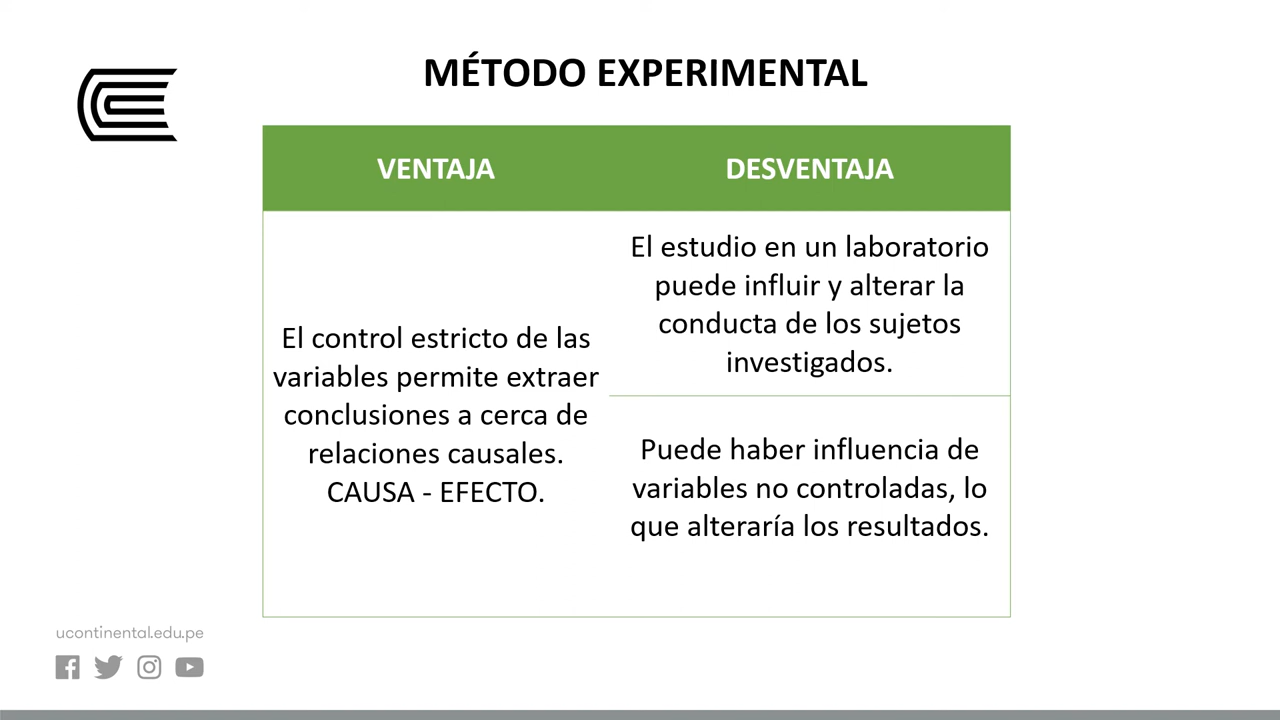 MÉTODO EXPERIMENTAL
VENTAJA
DESVENTAJA
El control estricto de las
variables permite extraer
conclusiones a cerca de
relaciones causales.
CAUSA - EFECTO.
El estudio en un laboratorio
puede influir y alterar la
conducta de los sujetos
investigados.
Puede haber influencia de
variables no controladas, lo
que alteraría los resultados.
ucontinental.edu.pe